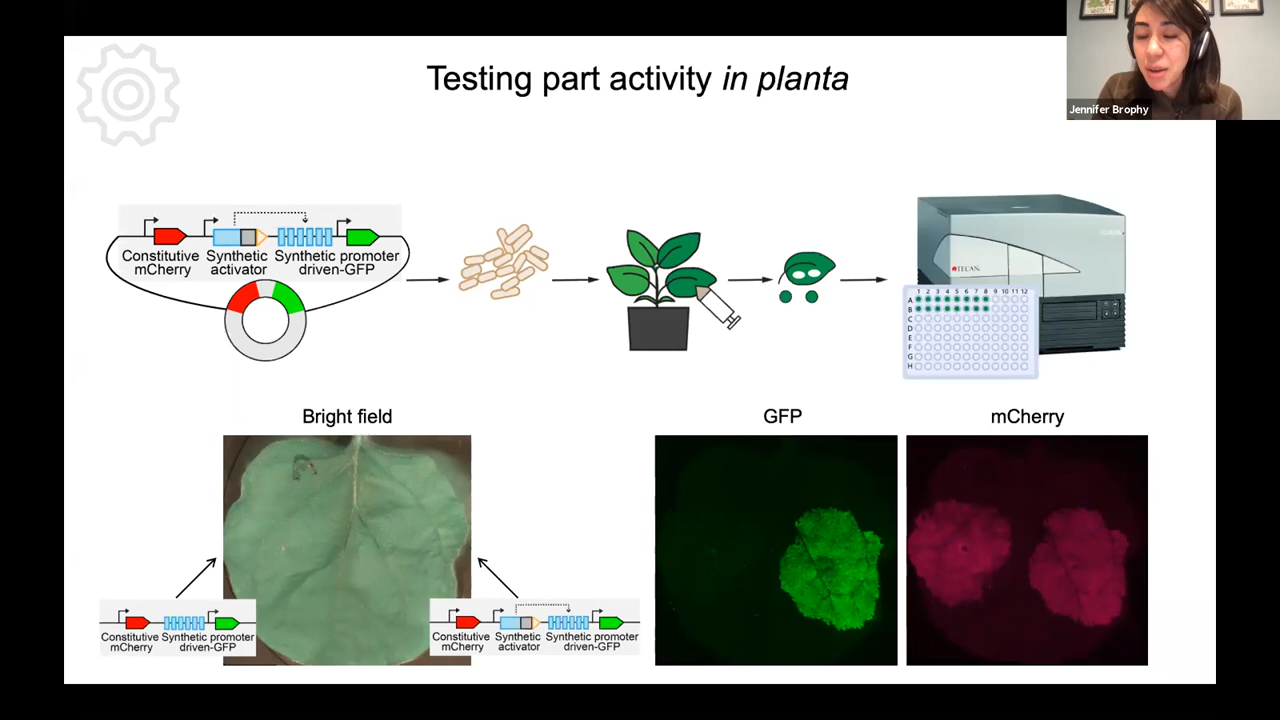 Jennifer Brophy
Testing part activity in planta
Constitutive Synthetic Synthetic promoter
mCherry activator driven-GFP
TECAN.
1 2 3 4 5 6 7 8 9 10 11 12
A
B
C
D
E
F
G
H
Bright field
GFP
mCherry
Constitutive Synthetic promoter
mCherry driven-GFP
Constitutive Synthetic Synthetic promoter
mCherry activator driven-GFP